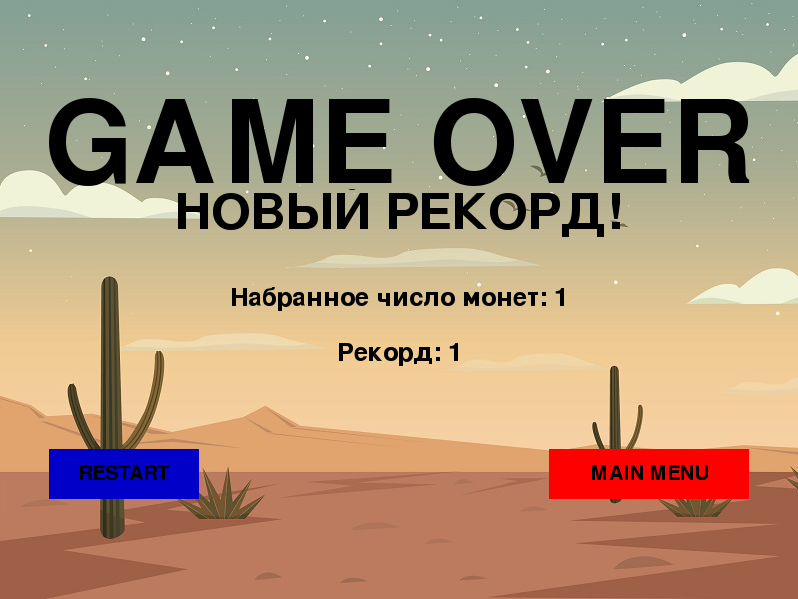 GAME OVER
НОВЫЙ РЕКОРД!
Набранное число монет: 1
Рекорд: 1
RESTART
MAIN MENU